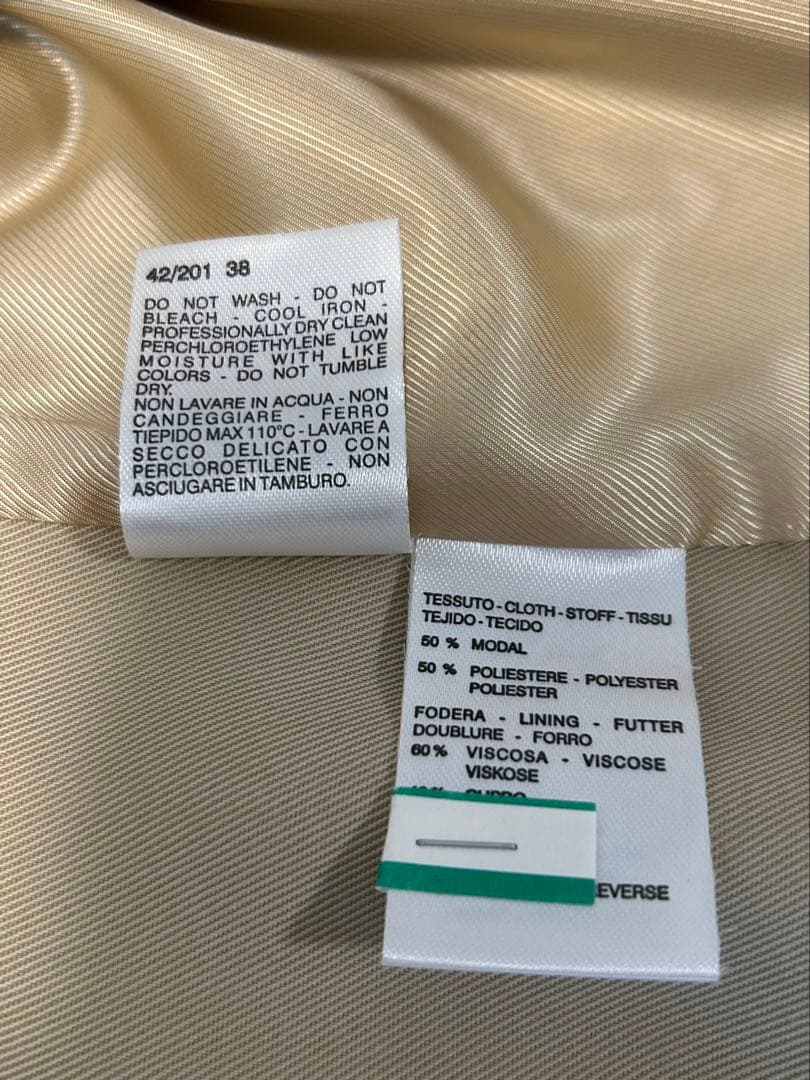 42/201 38
DO NOT WASH - DO NOT
BLEACH - COOL IRON -
PROFESSIONALLY DRY CLEAN
PERCHLOROETHYLENE LOW
MOISTURE WITH LIKE
COLORS - DO NOT TUMBLE
DRY.
NON LAVARE IN ACQUA - NON
CANDEGGIARE - FERRO
TIEPIDO MAX 110°C - LAVARE A
SECCO DELICATO CON
PERCLOROETILENE - NON
ASCIUGARE IN TAMBURO.
TESSUTO - CLOTH - STOFF - TISSU
TEJIDO - TECIDO
50 % MODAL
50 % POLIESTERE - POLYESTER
POLIESTER
FODERA - LINING - FUTTER
DOUBLURE - FORRO
60% VISCOSA - VISCOSE
VISKOSE
EVERSE